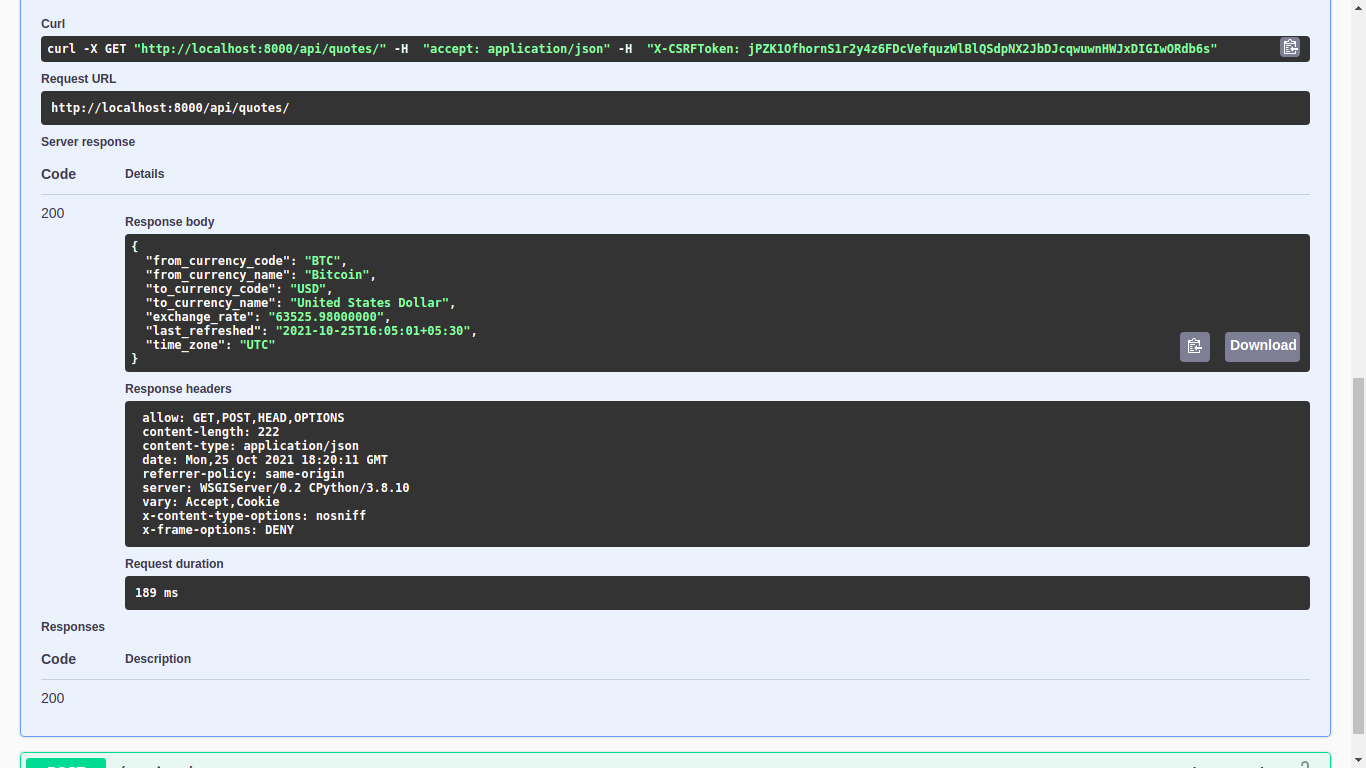 Curl
curl -X GET "http://localhost:8000/api/quotes/" -H  "accept: application/json" -H  "X-CSRFToken: jPZK1OfhornS1r2y4z6FDcVefquzWlBlQSdpNX2JbDJcqwuwnHWJxDIGIwORdb6s"
Request URL
http://localhost:8000/api/quotes/
Server response
Code Details
200
Response body
{
  "from_currency_code": "BTC",
  "from_currency_name": "Bitcoin",
  "to_currency_code": "USD",
  "to_currency_name": "United States Dollar",
  "exchange_rate": "63525.98000000",
  "last_refreshed": "2021-10-25T16:05:01+05:30",
  "time_zone": "UTC"
}
Download
Response headers
allow: GET,POST,HEAD,OPTIONS
content-length: 222
content-type: application/json
date: Mon,25 Oct 2021 18:20:11 GMT
referrer-policy: same-origin
server: WSGIServer/0.2 CPython/3.8.10
vary: Accept,Cookie
x-content-type-options: nosniff
x-frame-options: DENY
Request duration
189 ms
Responses
Code Description
200